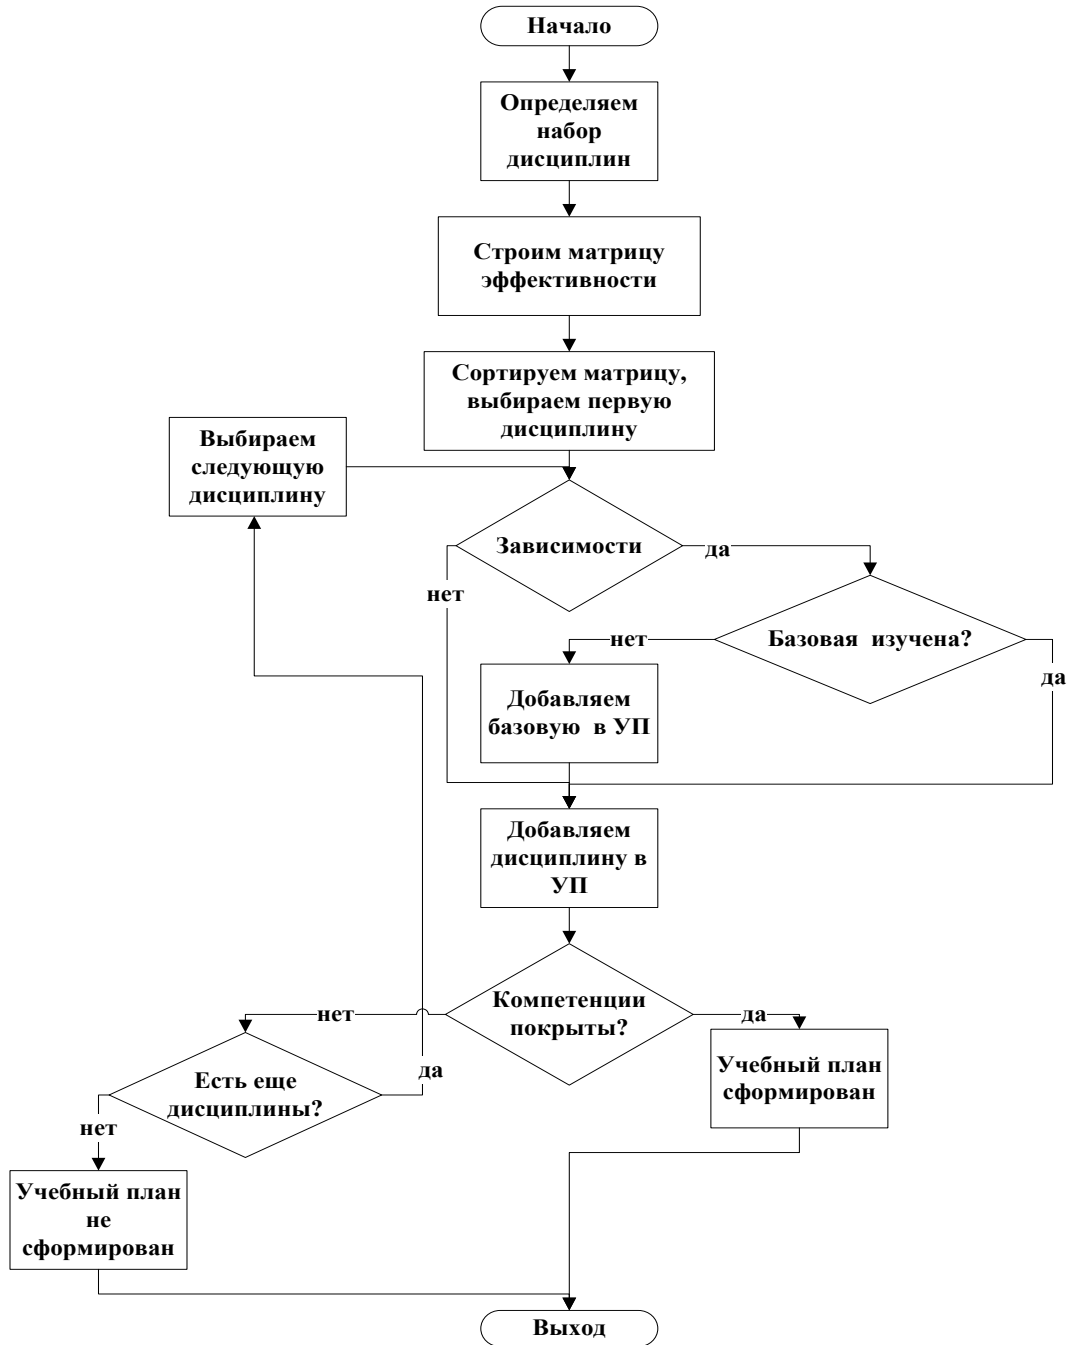 Начало
Определяем
набор
дисциплин
Строим матрицу
эффективности
Сортируем матрицу,
выбираем первую
дисциплину
Выбираем
следующую
дисциплину
Зависимости
да
нет
Базовая изучена?
нет
да
Добавляем
базовую в УП
Добавляем
дисциплину в
УП
Компетенции
покрыты?
нет
да
Учебный план
сформирован
Есть еще
дисциплины?
да
нет
Учебный план
не
сформирован
Выход